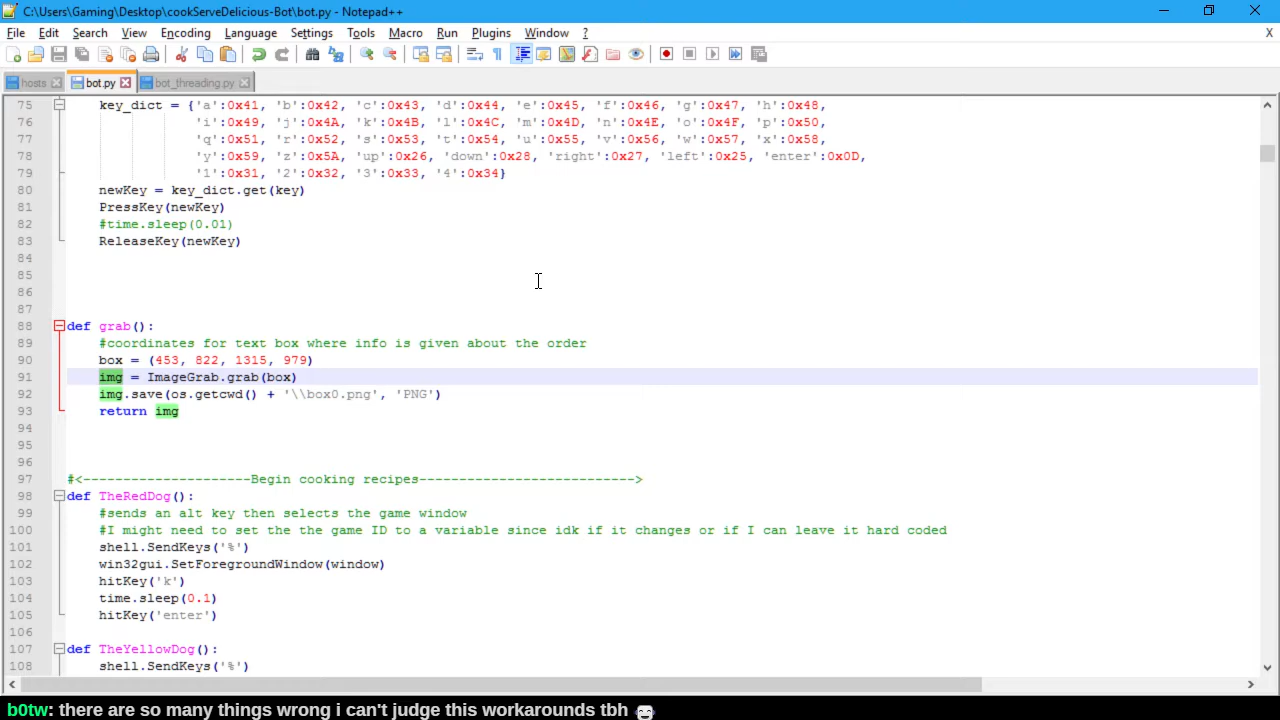 C:\Users\Gaming\Desktop\cookServeDelicious-Bot\bot.py - Notepad++
File Edit Search View Encoding Language Settings Tools Macro Run Plugins Window ? X
hosts bot.py bot_threading.py
75 key_dict = {'a':0x41, 'b':0x42, 'c':0x43, 'd':0x44, 'e':0x45, 'f':0x46, 'g':0x47, 'h':0x48,
76 'i':0x49, 'j':0x4A, 'k':0x4B, 'l':0x4C, 'm':0x4D, 'n':0x4E, 'o':0x4F, 'p':0x50,
77 'q':0x51, 'r':0x52, 's':0x53, 't':0x54, 'u':0x55, 'v':0x56, 'w':0x57, 'x':0x58,
78 'y':0x59, 'z':0x5A, 'up':0x26, 'down':0x28, 'right':0x27, 'left':0x25, 'enter':0x0D,
79 '1':0x31, '2':0x32, '3':0x33, '4':0x34}
80 newKey = key_dict.get(key)
81 PressKey(newKey)
82 #time.sleep(0.01)
83 ReleaseKey(newKey)
84
85
86
87
88 def grab():
89 #coordinates for text box where info is given about the order
90 box = (453, 822, 1315, 979)
91 img = ImageGrab.grab(box)
92 img.save(os.getcwd() + '\\box0.png', 'PNG')
93 return img
94
95
96
97 #<---------------------Begin cooking recipes--------------------------->
98 def TheRedDog():
99 #sends an alt key then selects the game window
100 #I might need to set the the game ID to a variable since idk if it changes or if I can leave it hard coded
101 shell.SendKeys('%')
102 win32gui.SetForegroundWindow(window)
103 hitKey('k')
104 time.sleep(0.1)
105 hitKey('enter')
106
107 def TheYellowDog():
108 shell.SendKeys('%')
b0tw: there are so many things wrong i can't judge this workarounds tbh